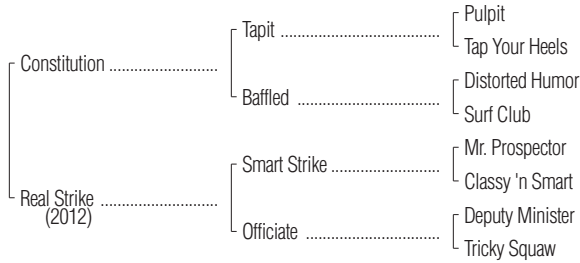 Pulpit
Tapit ....................................
Tap Your Heels
Constitution ..............................
Distorted Humor
Baffled ...............................
Surf Club
Mr. Prospector
Smart Strike ......................
Classy 'n Smart
Real Strike ................................
(2012)
Deputy Minister
Officiate .............................
Tricky Squaw